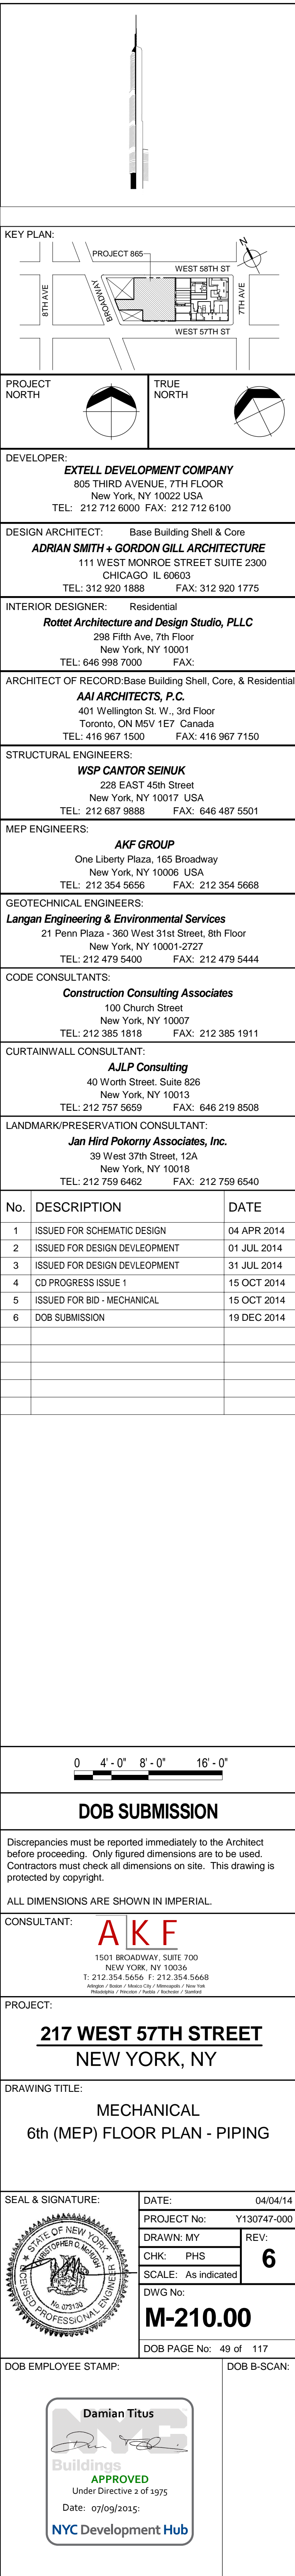 KEY PLAN:
N
PROJECT 865
WEST 58TH ST
8TH AVE
BROADWAY
7TH AVE
WEST 57TH ST
PROJECT NORTH
TRUE NORTH
DEVELOPER:
EXTELL DEVELOPMENT COMPANY
805 THIRD AVENUE, 7TH FLOOR
New York, NY 10022 USA
TEL: 212 712 6000 FAX: 212 712 6100
DESIGN ARCHITECT: Base Building Shell & Core
ADRIAN SMITH + GORDON GILL ARCHITECTURE
111 WEST MONROE STREET SUITE 2300
CHICAGO IL 60603
TEL: 312 920 1888 FAX: 312 920 1775
INTERIOR DESIGNER: Residential
Rottet Architecture and Design Studio, PLLC
298 Fifth Ave, 7th Floor
New York, NY 10001
TEL: 646 998 7000 FAX:
ARCHITECT OF RECORD:Base Building Shell, Core, & Residential
AAI ARCHITECTS, P.C.
401 Wellington St. W., 3rd Floor
Toronto, ON M5V 1E7 Canada
TEL: 416 967 1500 FAX: 416 967 7150
STRUCTURAL ENGINEERS:
WSP CANTOR SEINUK
228 EAST 45th Street
New York, NY 10017 USA
TEL: 212 687 9888 FAX: 646 487 5501
MEP ENGINEERS:
AKF GROUP
One Liberty Plaza, 165 Broadway
New York, NY 10006 USA
TEL: 212 354 5656 FAX: 212 354 5668
GEOTECHNICAL ENGINEERS:
Langan Engineering & Environmental Services
21 Penn Plaza - 360 West 31st Street, 8th Floor
New York, NY 10001-2727
TEL: 212 479 5400 FAX: 212 479 5444
CODE CONSULTANTS:
Construction Consulting Associates
100 Church Street
New York, NY 10007
TEL: 212 385 1818 FAX: 212 385 1911
CURTAINWALL CONSULTANT:
AJLP Consulting
40 Worth Street. Suite 826
New York, NY 10013
TEL: 212 757 5659 FAX: 646 219 8508
LANDMARK/PRESERVATION CONSULTANT:
Jan Hird Pokorny Associates, Inc.
39 West 37th Street, 12A
New York, NY 10018
TEL: 212 759 6462 FAX: 212 759 6540
No. DESCRIPTION DATE
1 ISSUED FOR SCHEMATIC DESIGN 04 APR 2014
2 ISSUED FOR DESIGN DEVLEOPMENT 01 JUL 2014
3 ISSUED FOR DESIGN DEVLEOPMENT 31 JUL 2014
4 CD PROGRESS ISSUE 1 15 OCT 2014
5 ISSUED FOR BID - MECHANICAL 15 OCT 2014
6 DOB SUBMISSION 19 DEC 2014
0 4' - 0" 8' - 0" 16' - 0"
DOB SUBMISSION
Discrepancies must be reported immediately to the Architect
before proceeding. Only figured dimensions are to be used.
Contractors must check all dimensions on site. This drawing is
protected by copyright.
ALL DIMENSIONS ARE SHOWN IN IMPERIAL.
CONSULTANT:
AKF
1501 BROADWAY, SUITE 700
NEW YORK, NY 10036
T: 212.354.5656 F: 212.354.5668
Arlington / Boston / Mexico City / Minneapolis / New York
Philadelphia / Princeton / Puebla / Rochester / Stamford
PROJECT:
217 WEST 57TH STREET
NEW YORK, NY
DRAWING TITLE:
MECHANICAL
6th (MEP) FLOOR PLAN - PIPING
SEAL & SIGNATURE:
STATE OF NEW YORK
No. 073130
LICENSED PROFESSIONAL ENGINEER
DATE: 04/04/14
PROJECT No: Y130747-000
DRAWN: MY
CHK: PHS
SCALE: As indicated
REV:
6
DWG No:
M-210.00
DOB PAGE No: 49 of 117
DOB EMPLOYEE STAMP:
DOB B-SCAN:
Damian Titus
NYC
Buildings
APPROVED
Under Directive 2 of 1975
Date: 07/09/2015:
NYC Development Hub